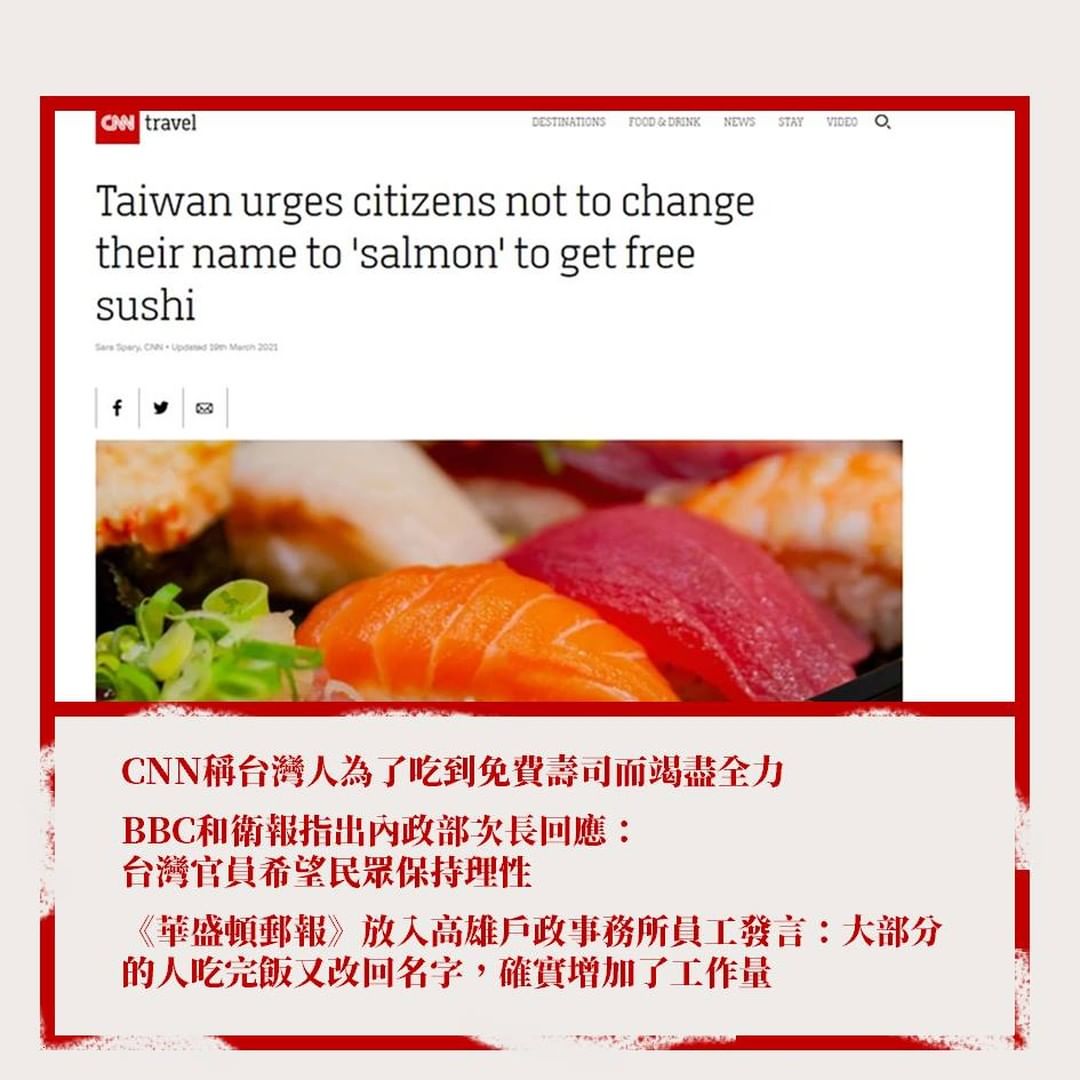 CNN travel
DESTINATIONS FOOD & DRINK NEWS STAY VIDEO
Taiwan urges citizens not to change
their name to 'salmon' to get free
sushi
Sara Spary, CNN • Updated 19th March 2021
CNN稱台灣人為了吃到免費壽司而竭盡全力
BBC和衛報指出內政部次長回應：
台灣官員希望民眾保持理性
《華盛頓郵報》放入高雄戶政事務所員工發言：大部分
的人吃完飯又改回名字，確實增加了工作量